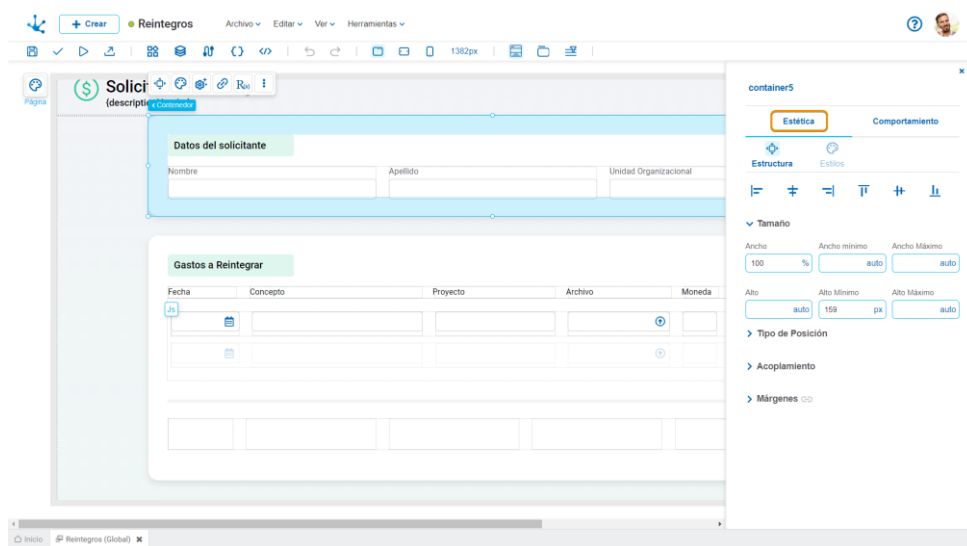 Crear
Reintegros
Archivo
Editar
Ver
Herramientas
1382px
Página
Solici
{descripti
R(x)
Contenedor
Datos del solicitante
Nombre
Apellido
Unidad Organizacional
Gastos a Reintegrar
Fecha
Concepto
Proyecto
Archivo
Moneda
Js
container5
Estética
Comportamiento
Estructura
Estilos
Tamaño
Ancho
Ancho mínimo
Ancho Máximo
100 %
auto
auto
Alto
Alto Mínimo
Alto Máximo
auto
159 px
auto
Tipo de Posición
Acoplamiento
Márgenes
Inicio
Reintegros (Global)